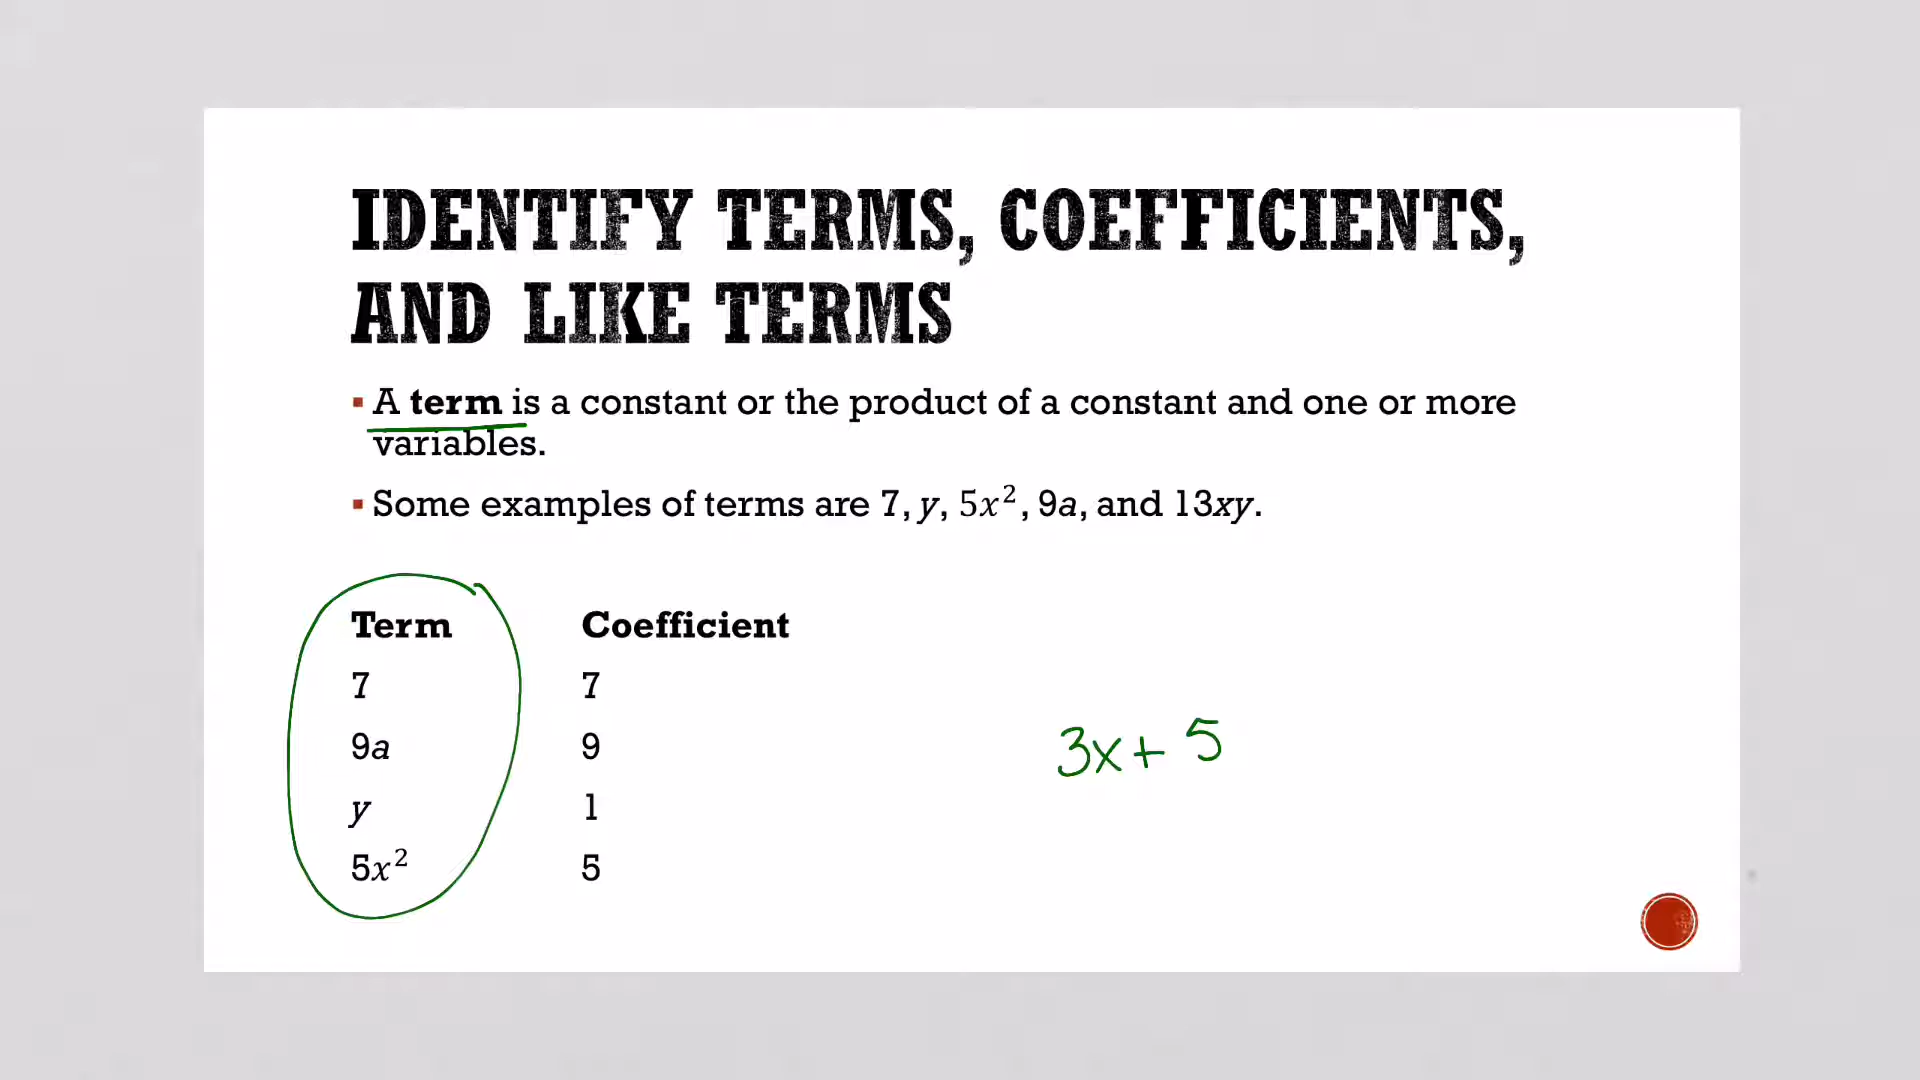 IDENTIFY TERMS, COEFFICIENTS,
AND LIKE TERMS
▪ A term is a constant or the product of a constant and one or more
variables.
▪ Some examples of terms are 7, y, 5x², 9a, and 13xy.
Term Coefficient
7 7
9a 9
y 1
5x² 5
3x + 5